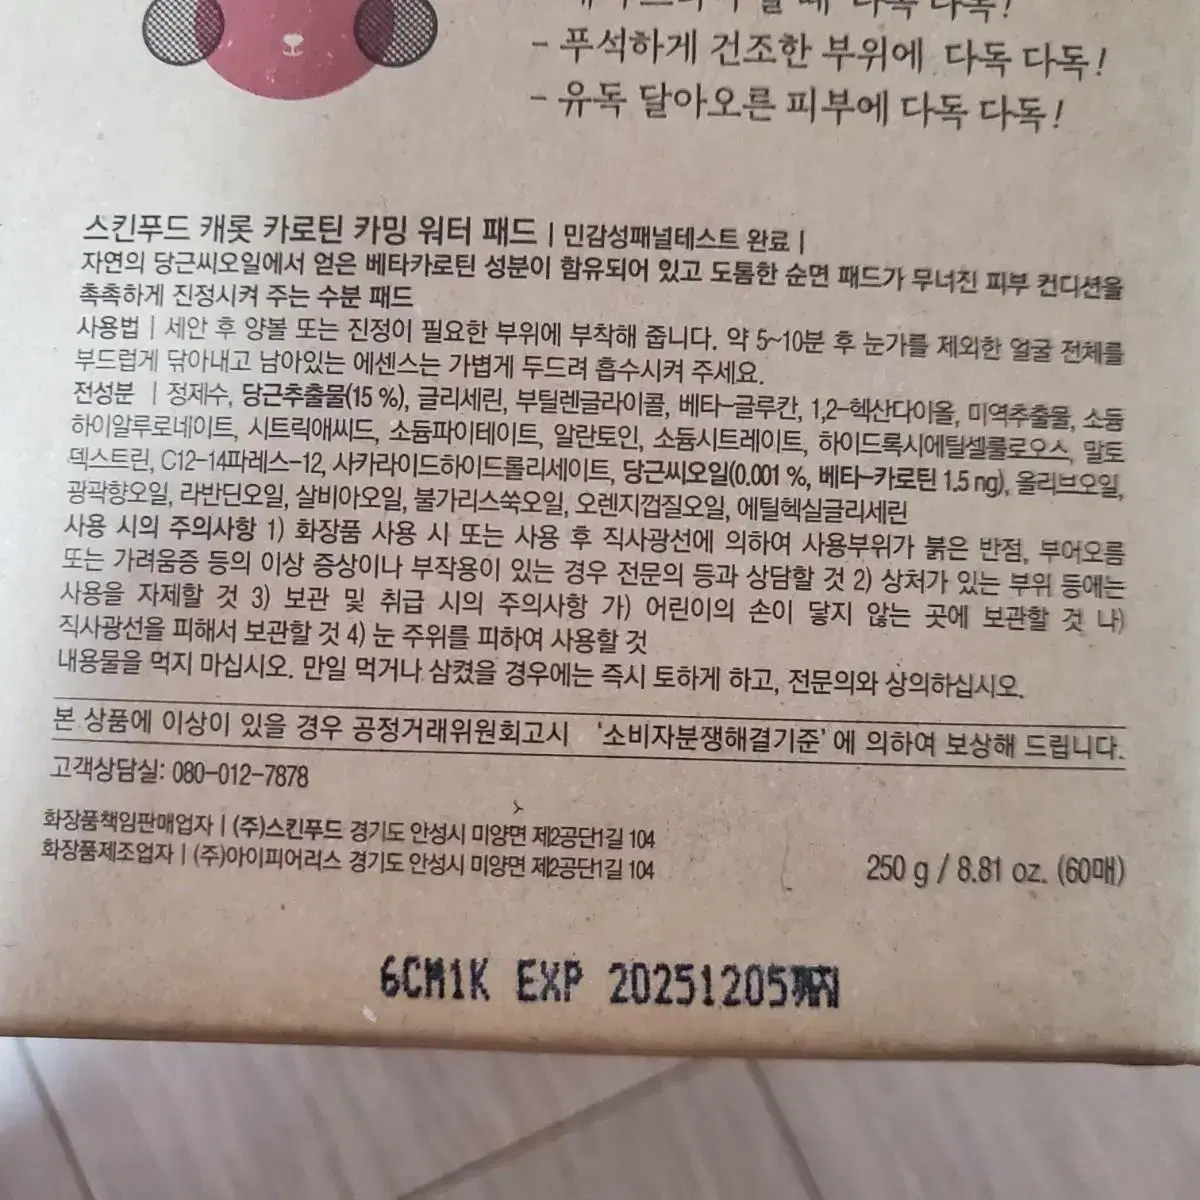 다독 다독!
- 푸석하게 건조한 부위에 다독 다독!
- 유독 달아오른 피부에 다독 다독!
스킨푸드 캐롯 카로틴 카밍 워터 패드 | 민감성패널테스트 완료 |
자연의 당근씨오일에서 얻은 베타카로틴 성분이 함유되어 있고 도톰한 순면 패드가 무너진 피부 컨디션을
촉촉하게 진정시켜 주는 수분 패드
사용법 | 세안 후 양볼 또는 진정이 필요한 부위에 부착해 줍니다. 약 5~10분 후 눈가를 제외한 얼굴 전체를
부드럽게 닦아내고 남아있는 에센스는 가볍게 두드려 흡수시켜 주세요.
전성분 | 정제수, 당근추출물(15 %), 글리세린, 부틸렌글라이콜, 베타-글루칸, 1,2-헥산다이올, 미역추출물, 소듐
하이알루로네이트, 시트릭애씨드, 소듐파이테이트, 알란토인, 소듐시트레이트, 하이드록시에틸셀룰로오스, 말토
덱스트린, C12-14파레스-12, 사카라이드하이드롤리세이트, 당근씨오일(0.001 %, 베타-카로틴 1.5 ng), 올리브오일,
광곽향오일, 라반딘오일, 살비아오일, 불가리스쑥오일, 오렌지껍질오일, 에틸헥실글리세린
사용 시의 주의사항 1) 화장품 사용 시 또는 사용 후 직사광선에 의하여 사용부위가 붉은 반점, 부어오름
또는 가려움증 등의 이상 증상이나 부작용이 있는 경우 전문의 등과 상담할 것 2) 상처가 있는 부위 등에는
사용을 자제할 것 3) 보관 및 취급 시의 주의사항 가) 어린이의 손이 닿지 않는 곳에 보관할 것 나)
직사광선을 피해서 보관할 것 4) 눈 주위를 피하여 사용할 것
내용물을 먹지 마십시오. 만일 먹거나 삼켰을 경우에는 즉시 토하게 하고, 전문의와 상의하십시오.
본 상품에 이상이 있을 경우 공정거래위원회고시 '소비자분쟁해결기준'에 의하여 보상해 드립니다.
고객상담실: 080-012-7878
화장품책임판매업자 | (주)스킨푸드 경기도 안성시 미양면 제2공단1길 104
화장품제조업자 | (주)아이피어리스 경기도 안성시 미양면 제2공단1길 104
250 g / 8.81 oz. (60매)
6CM1K EXP 20251205까지